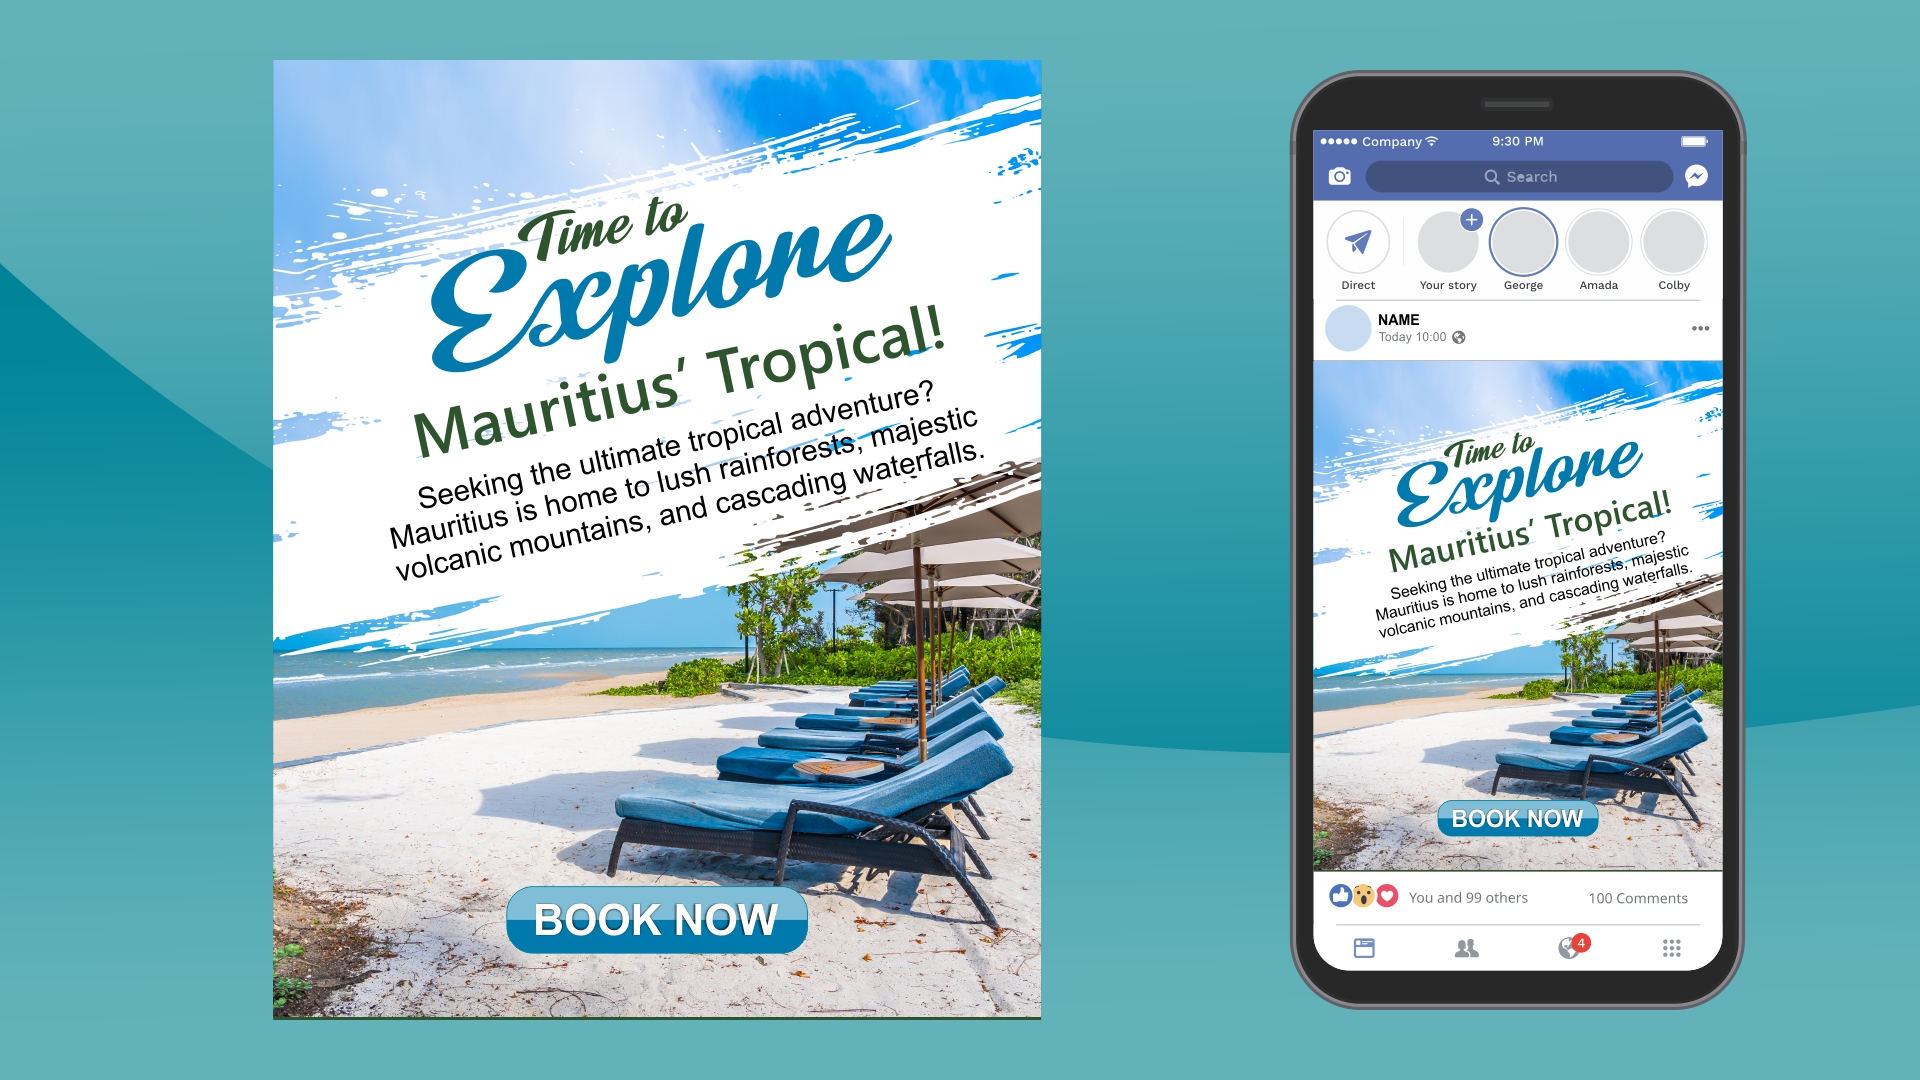 Time to
Explore
Mauritius’ Tropical!
Seeking the ultimate tropical adventure?
Mauritius is home to lush rainforests, majestic
volcanic mountains, and cascading waterfalls.
BOOK NOW
Company
9:30 PM
Search
Direct
Your story
George
Amada
Colby
NAME
Today 10:00
Time to
Explore
Mauritius’ Tropical!
Seeking the ultimate tropical adventure?
Mauritius is home to lush rainforests, majestic
volcanic mountains, and cascading waterfalls.
BOOK NOW
You and 99 others
100 Comments
4